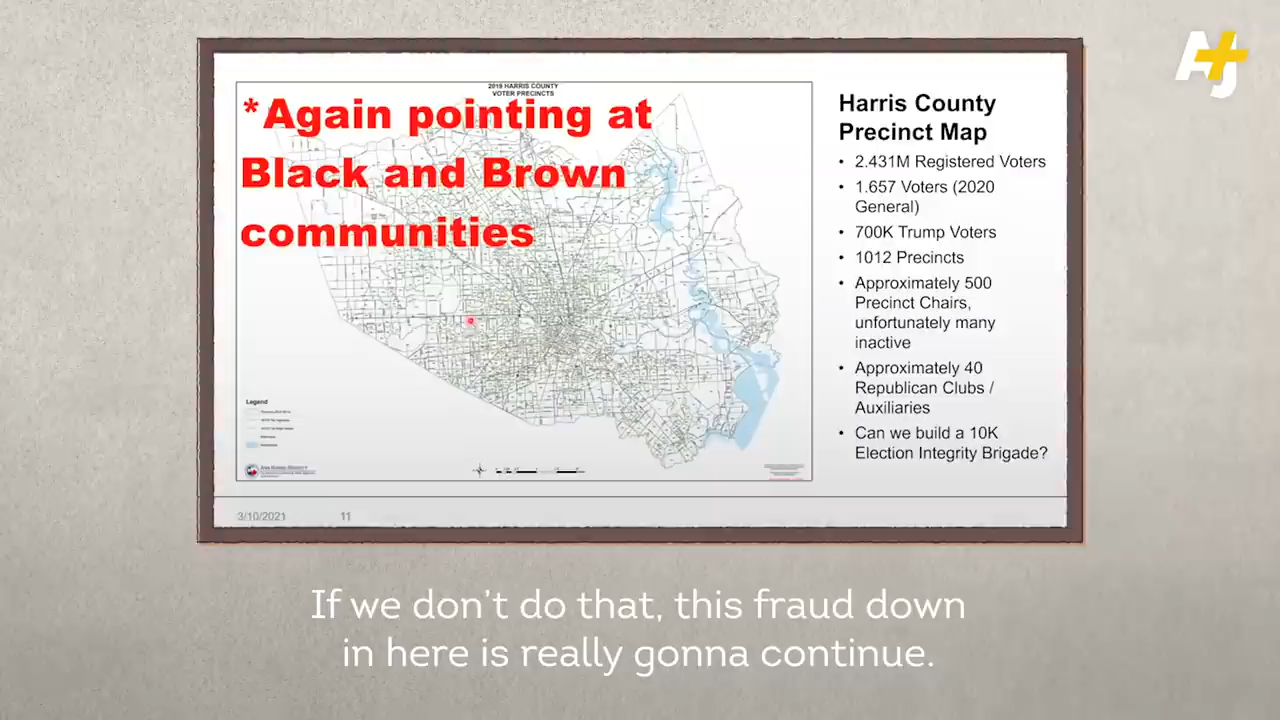 AJ+
2019 HARRIS COUNTY
VOTER PRECINCTS
*Again pointing at
Black and Brown
communities
Legend
Harris County
Precinct Map
• 2.431M Registered Voters
• 1.657 Voters (2020
General)
• 700K Trump Voters
• 1012 Precincts
• Approximately 500
Precinct Chairs,
unfortunately many
inactive
• Approximately 40
Republican Clubs /
Auxiliaries
• Can we build a 10K
Election Integrity Brigade?
3/10/2021
11
If we don't do that, this fraud down
in here is really gonna continue.